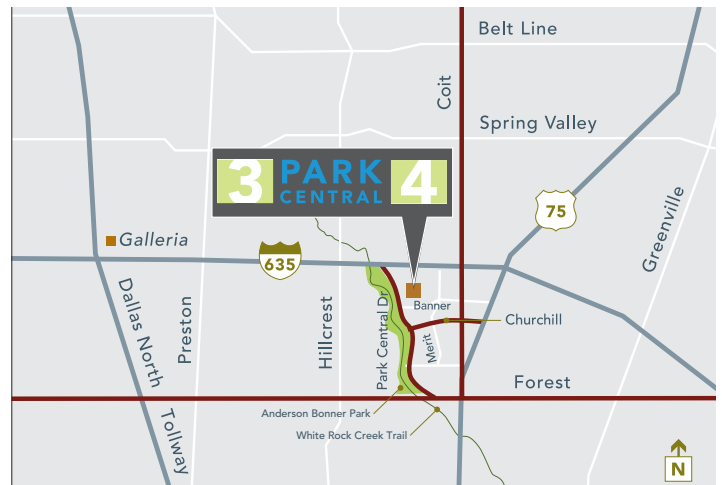 Belt Line
Coit
Spring Valley
3 PARK CENTRAL 4
75
Greenville
Galleria
635
Dallas North Tollway
Preston
Hillcrest
Park Central Dr
Banner
Churchill
Merit
Forest
Anderson Bonner Park
White Rock Creek Trail
N